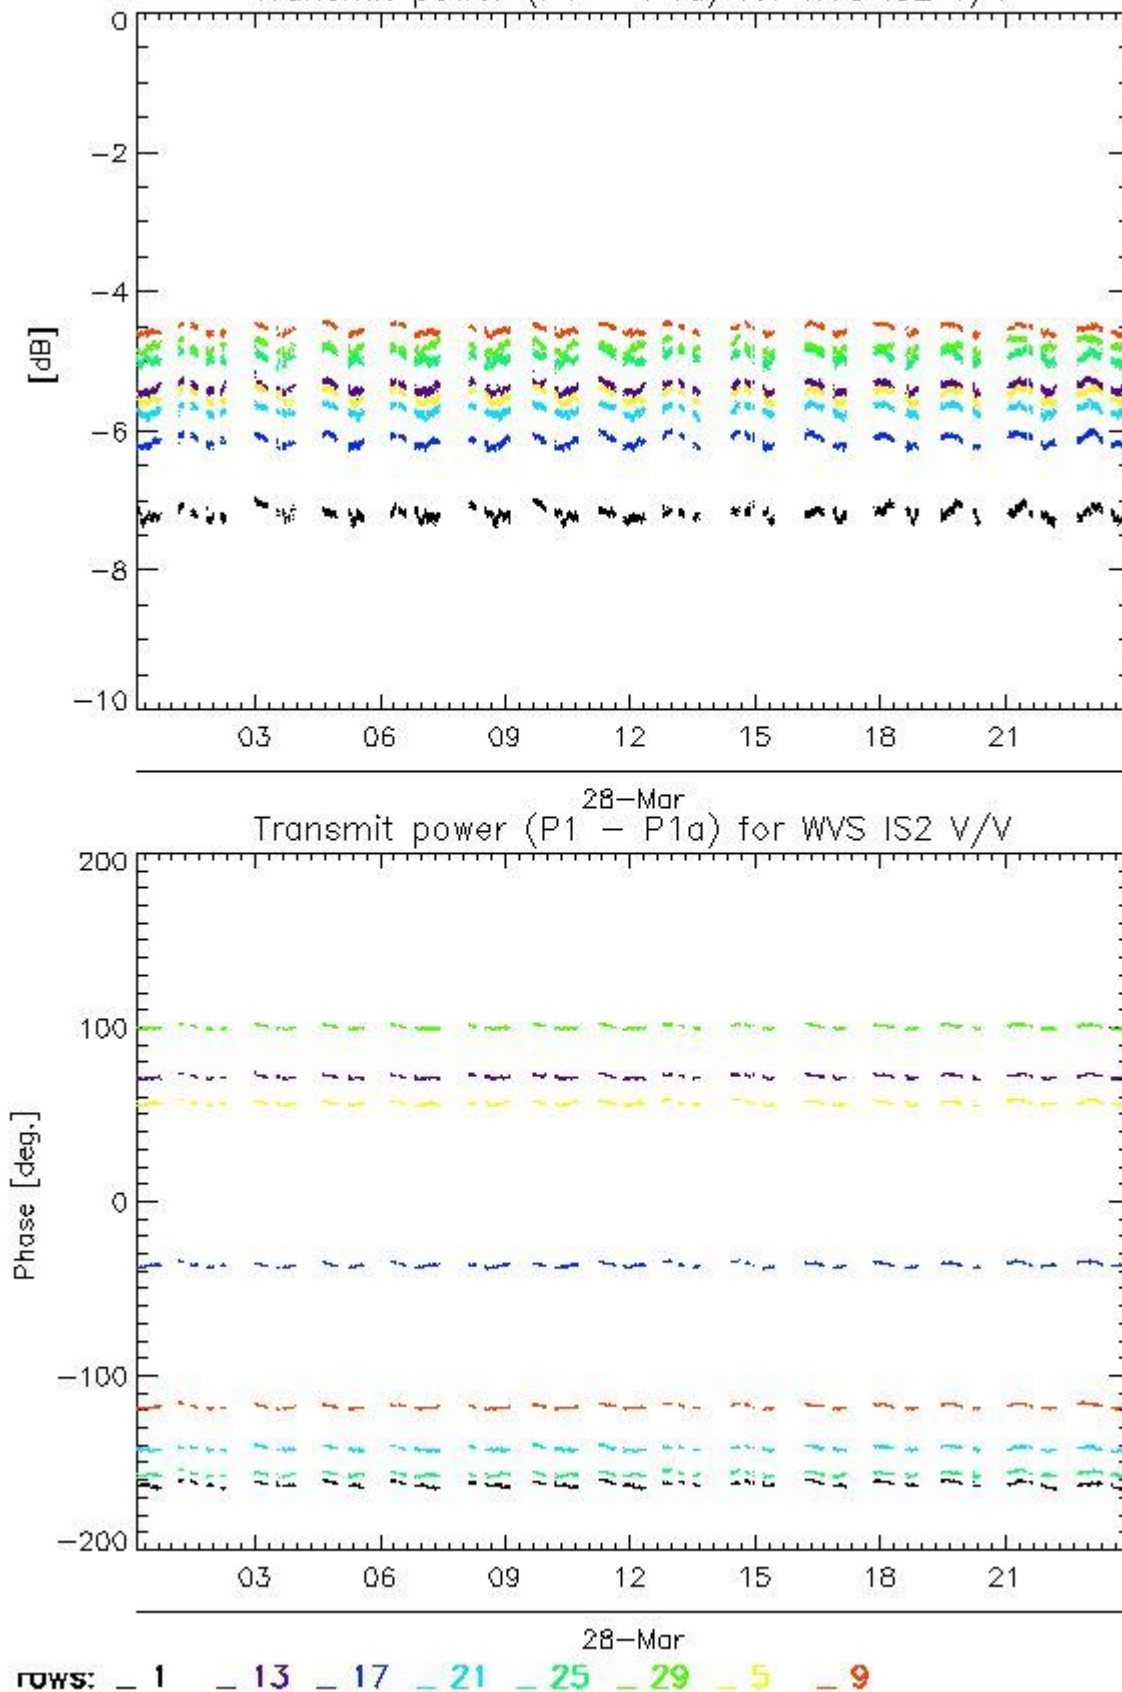 0
−2
−4
[dB]
−6
−8
−10
03 06 09 12 15 18 21
28−Mar
Transmit power (P1 − P1a) for WVS IS2 V/V
200
100
Phase [deg.]
0
−100
−200
03 06 09 12 15 18 21
28−Mar
rows: _ 1 _ 13 _ 17 _ 21 _ 25 _ 29 _ 5 _ 9